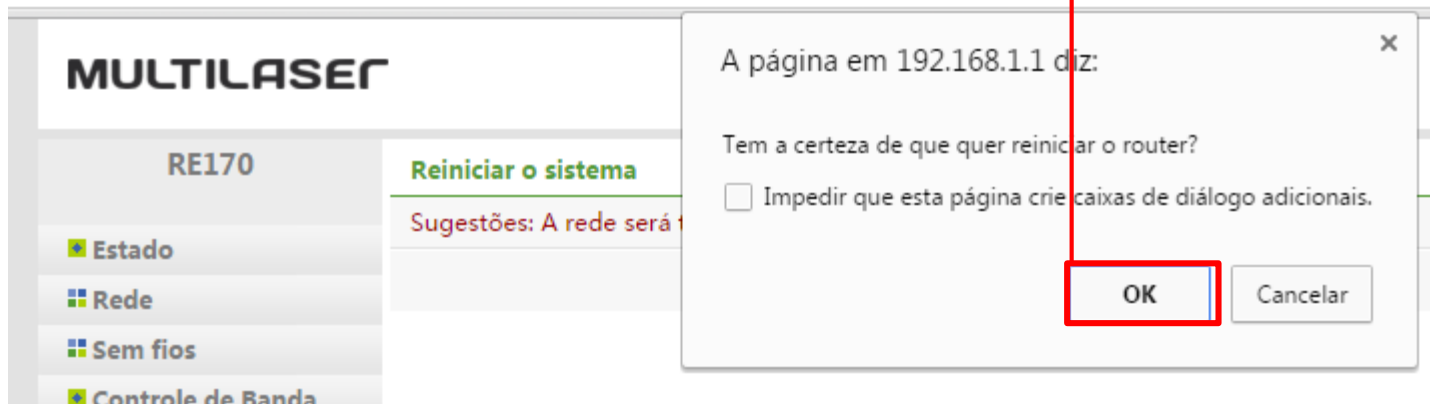 MULTILASER
RE170
Estado
Rede
Sem fios
Controle de Banda
Reiniciar o sistema
Sugestões: A rede será
A página em 192.168.1.1 diz:
×
Tem a certeza de que quer reiniciar o router?
Impedir que esta página crie caixas de diálogo adicionais.
OK
Cancelar